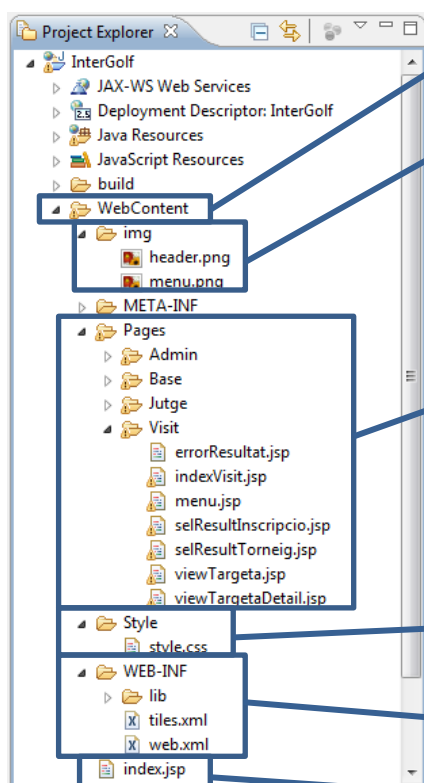 Project Explorer
InterGolf
JAX-WS Web Services
2.5 Deployment Descriptor: InterGolf
Java Resources
JavaScript Resources
build
WebContent
img
header.png
menu.png
META-INF
Pages
Admin
Base
Jutge
Visit
errorResultat.jsp
indexVisit.jsp
menu.jsp
selResultInscripcio.jsp
selResultTorneig.jsp
viewTargeta.jsp
viewTargetaDetail.jsp
Style
style.css
WEB-INF
lib
X tiles.xml
X web.xml
index.jsp